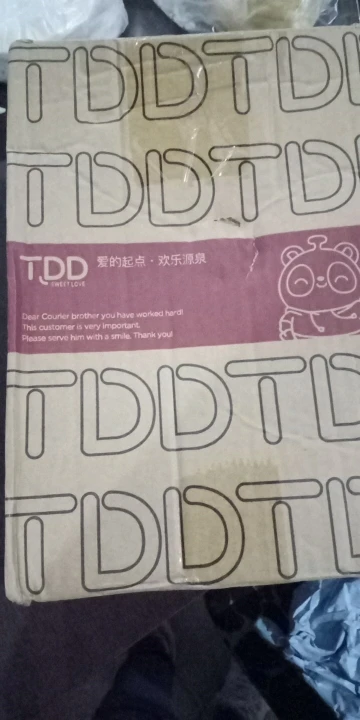 TDDTDD
TDDTD
TDD
SWEET LOVE
爱的起点·欢乐源泉
Dear Courier brother you have worked hard!
This customer is very important,
Please serve him with a smile. Thank you!
TDDTD
TDDTD